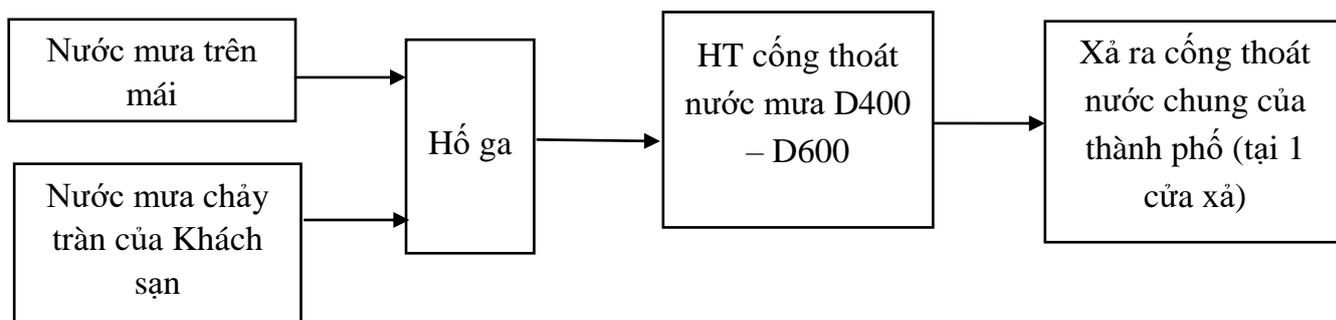 Nước mưa trên
mái
Nước mưa chảy
tràn của Khách
sạn
Hố ga
HT cống thoát
nước mưa D400
– D600
Xả ra cống thoát
nước chung của
thành phố (tại 1
cửa xả)